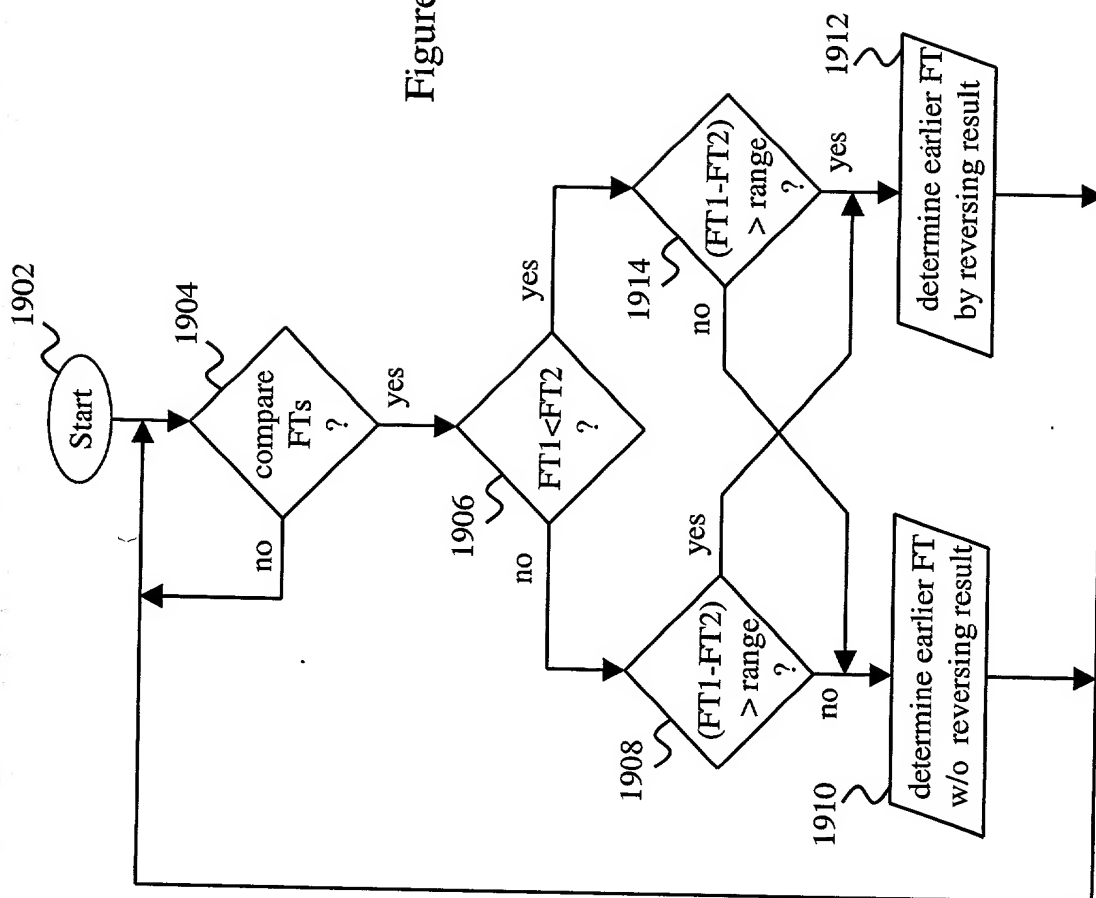 1902
Start
1904
compare
FTs
?
no
yes
1906
FT1<FT2
?
no
yes
1908
(FT1-FT2)
> range
?
yes
no
1914
(FT1-FT2)
> range
?
no
yes
1910
determine earlier FT
w/o reversing result
1912
determine earlier FT
by reversing result
Figure